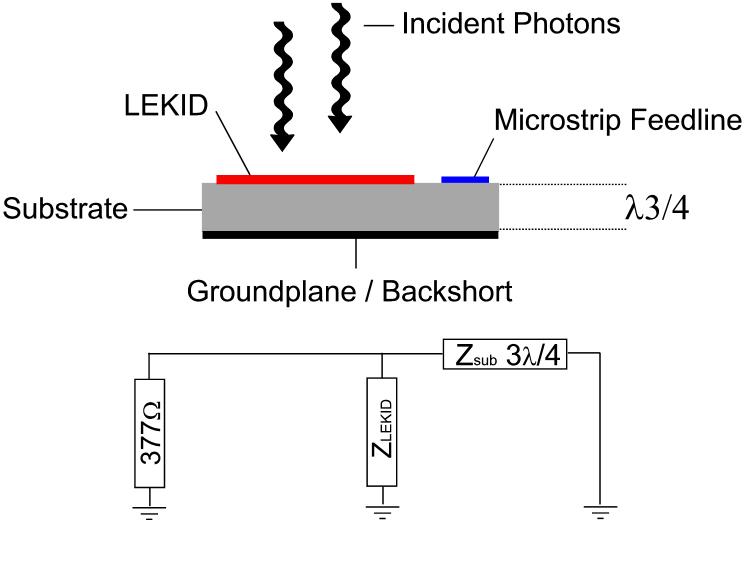 Incident Photons
LEKID
Microstrip Feedline
Substrate
λ3/4
Groundplane / Backshort
Zsub 3λ/4
377Ω
ZLEKID